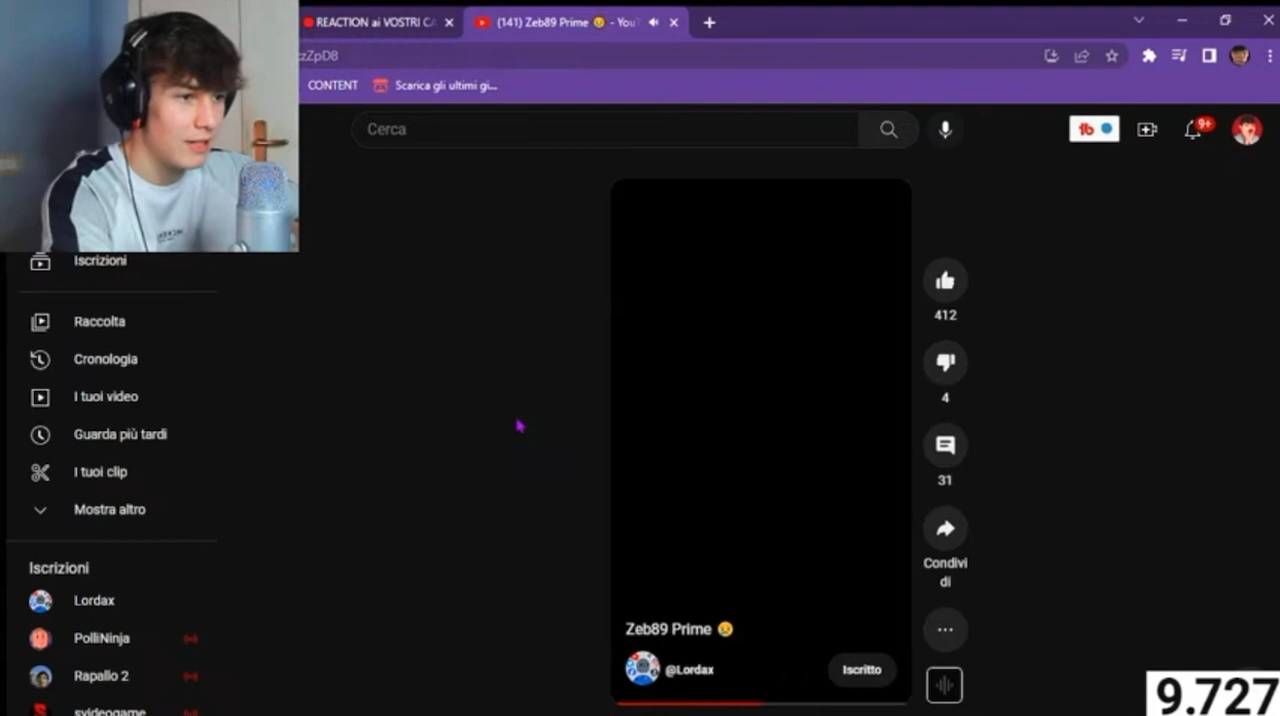 REACTION ai VOSTRI CA
(141) Zeb89 Prime 😢 - YouT
zZpD8
CONTENT
Scarica gli ultimi gi...
Cerca
9+
Iscrizioni
Raccolta
Cronologia
I tuoi video
Guarda più tardi
I tuoi clip
Mostra altro
Iscrizioni
Lordax
PolliNinja
Rapallo 2
svideogame
412
4
31
Condivi
di
Zeb89 Prime 😢
@Lordax
Iscritto
9.727